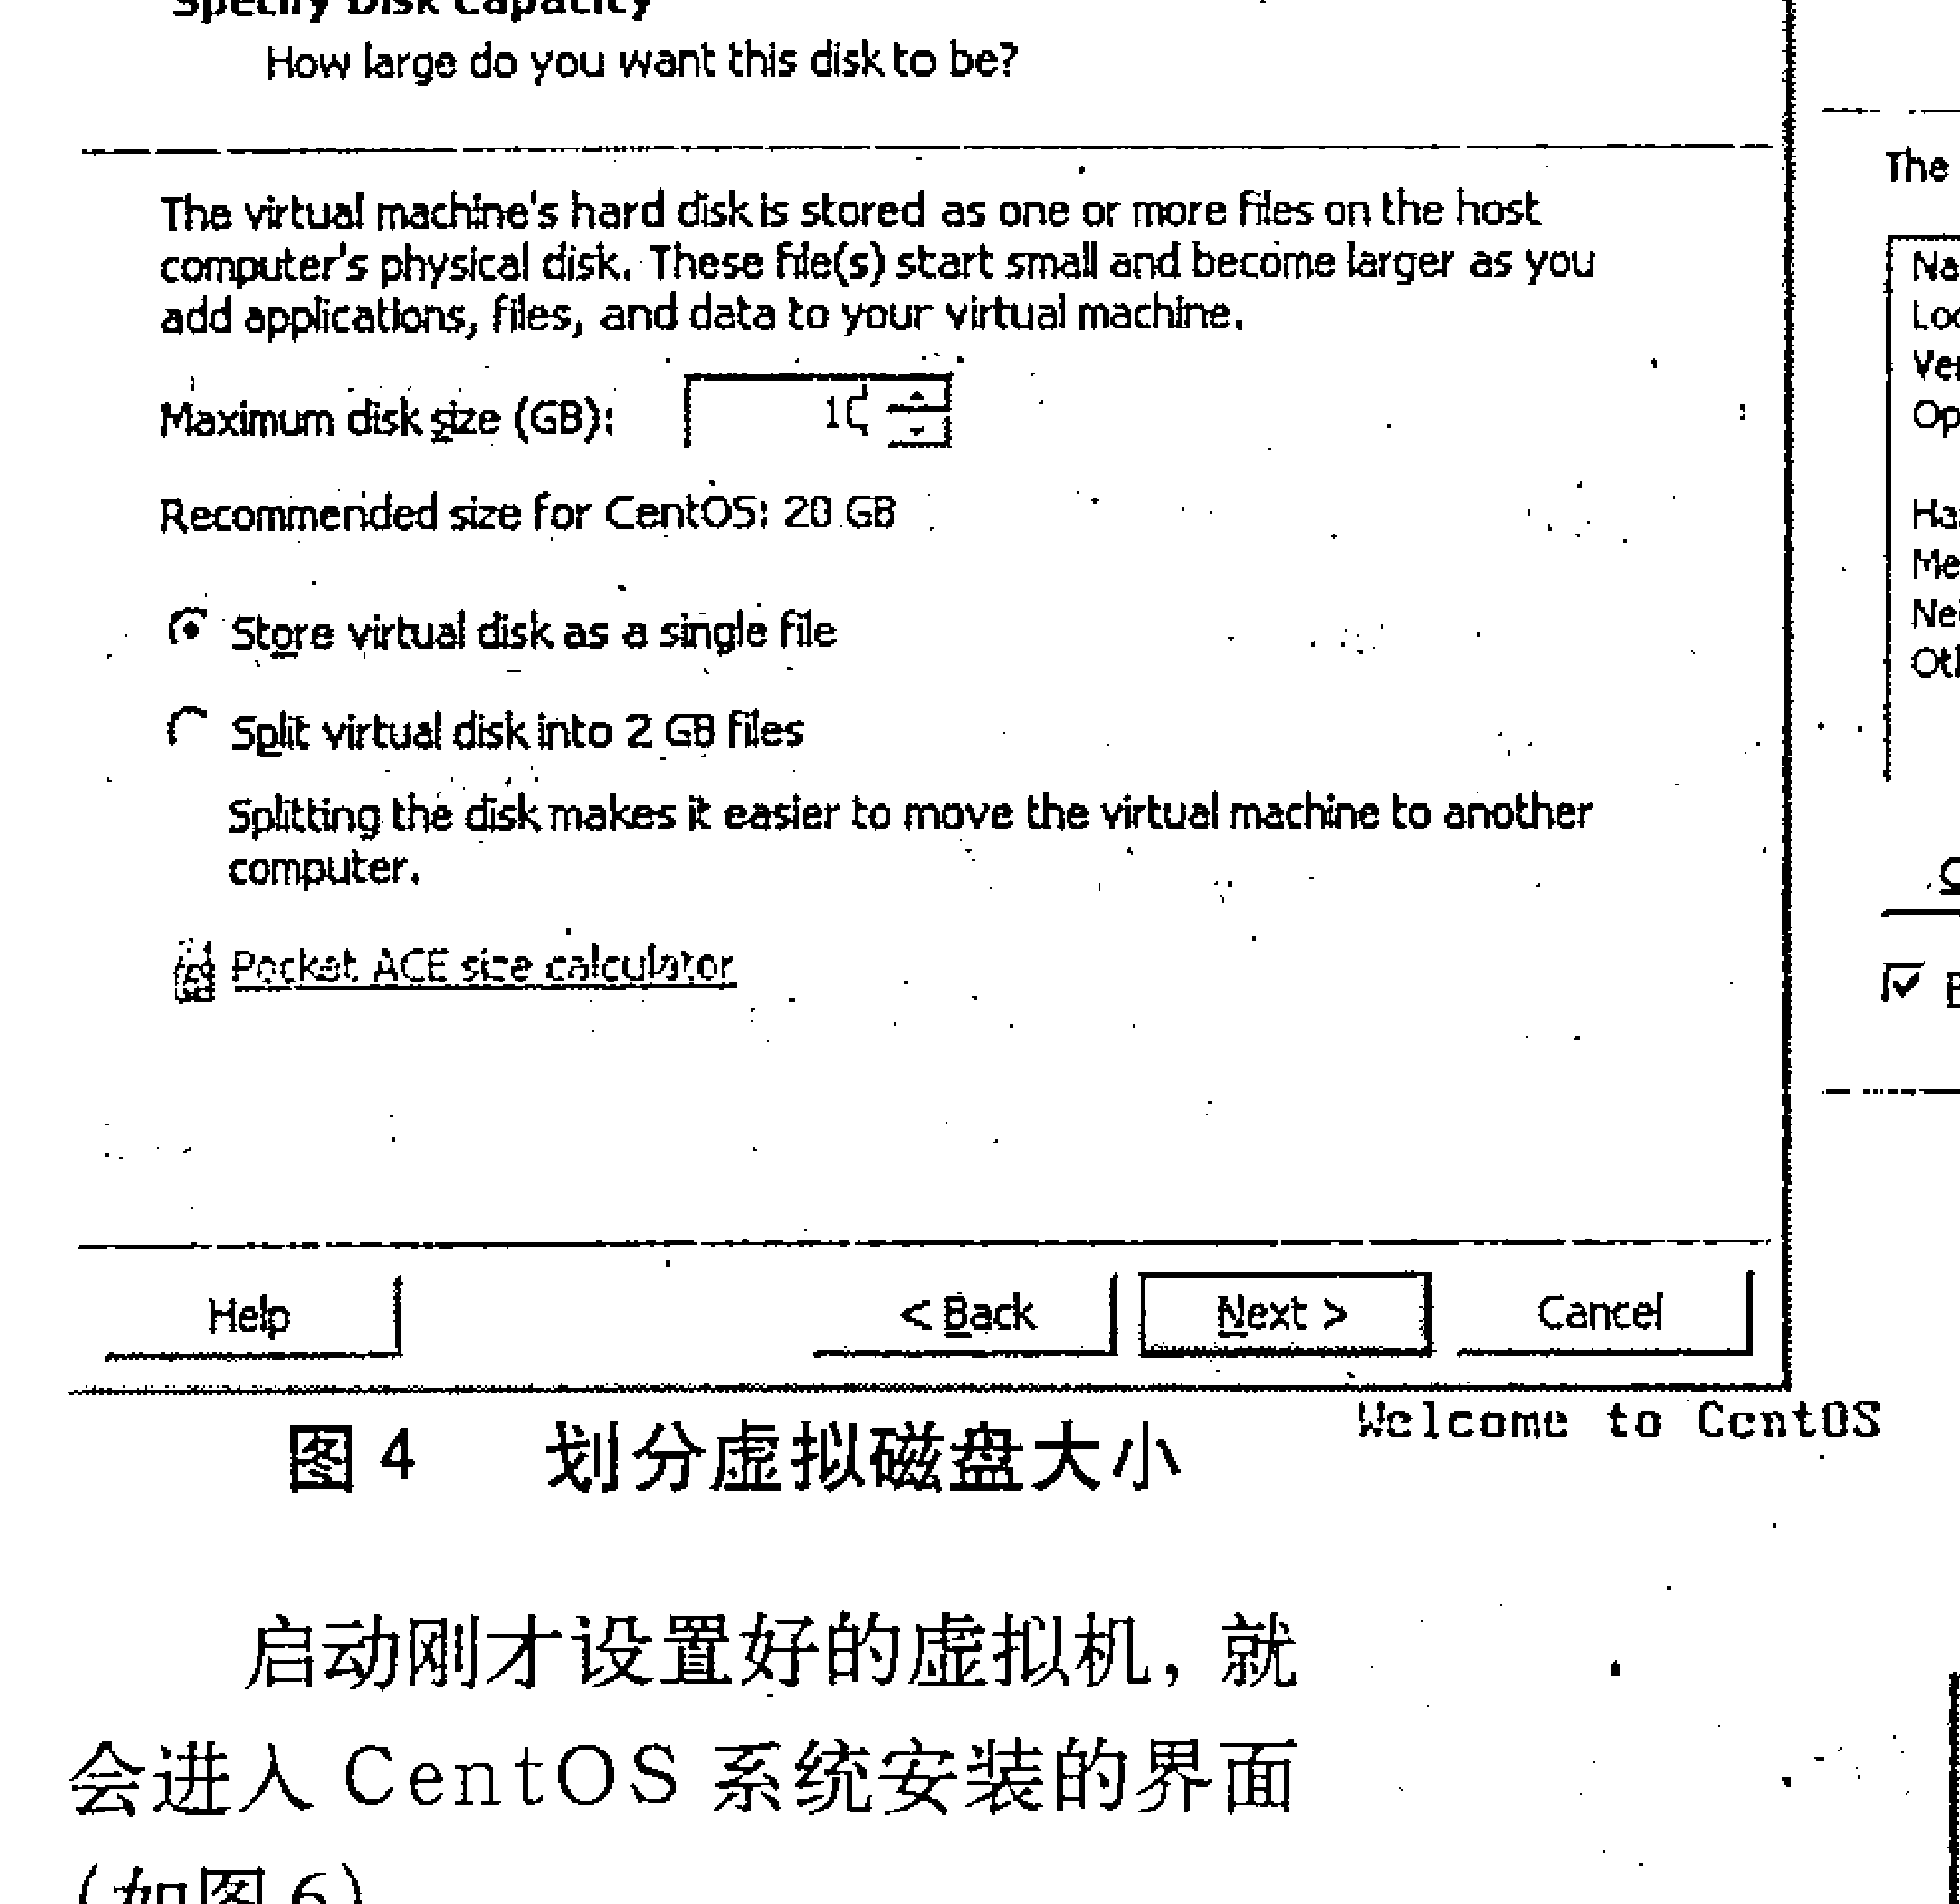 Specify Disk Capacity
How large do you want this disk to be?
The virtual machine's hard disk is stored as one or more files on the host
computer's physical disk. These file(s) start small and become larger as you
add applications, files, and data to your virtual machine.
Maximum disk size (GB):
Recommended size for CentOS: 20 GB
Store virtual disk as a single file
Split virtual disk into 2 GB files
Splitting the disk makes it easier to move the virtual machine to another
computer.
Pocket ACE size calculator
Help
< Back
Next >
Cancel
图 4 划分虚拟磁盘大小
启动刚才设置好的虚拟机，就
会进入 CentOS 系统安装的界面
（如图 6）
The
Welcome to CentOS